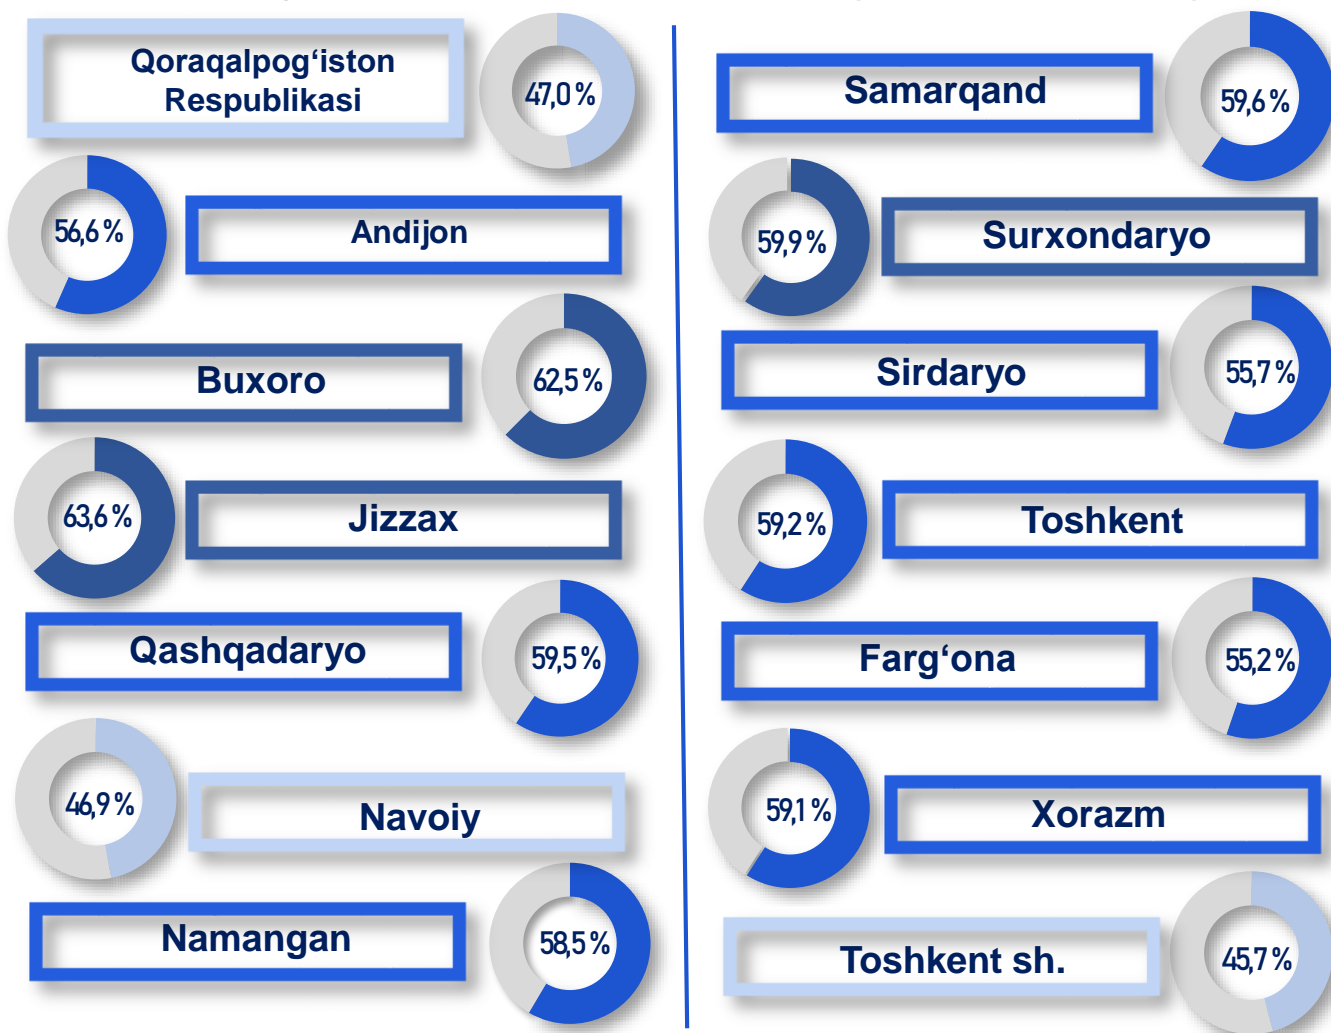 Qoraqalpog‘iston
Respublikasi
47,0 %
56,6 %
Andijon
Buxoro
62,5 %
63,6 %
Jizzax
Qashqadaryo
59,5 %
46,9 %
Navoiy
Namangan
58,5 %
Samarqand
59,6 %
59,9 %
Surxondaryo
Sirdaryo
55,7 %
59,2 %
Toshkent
Farg‘ona
55,2 %
59,1 %
Xorazm
Toshkent sh.
45,7 %